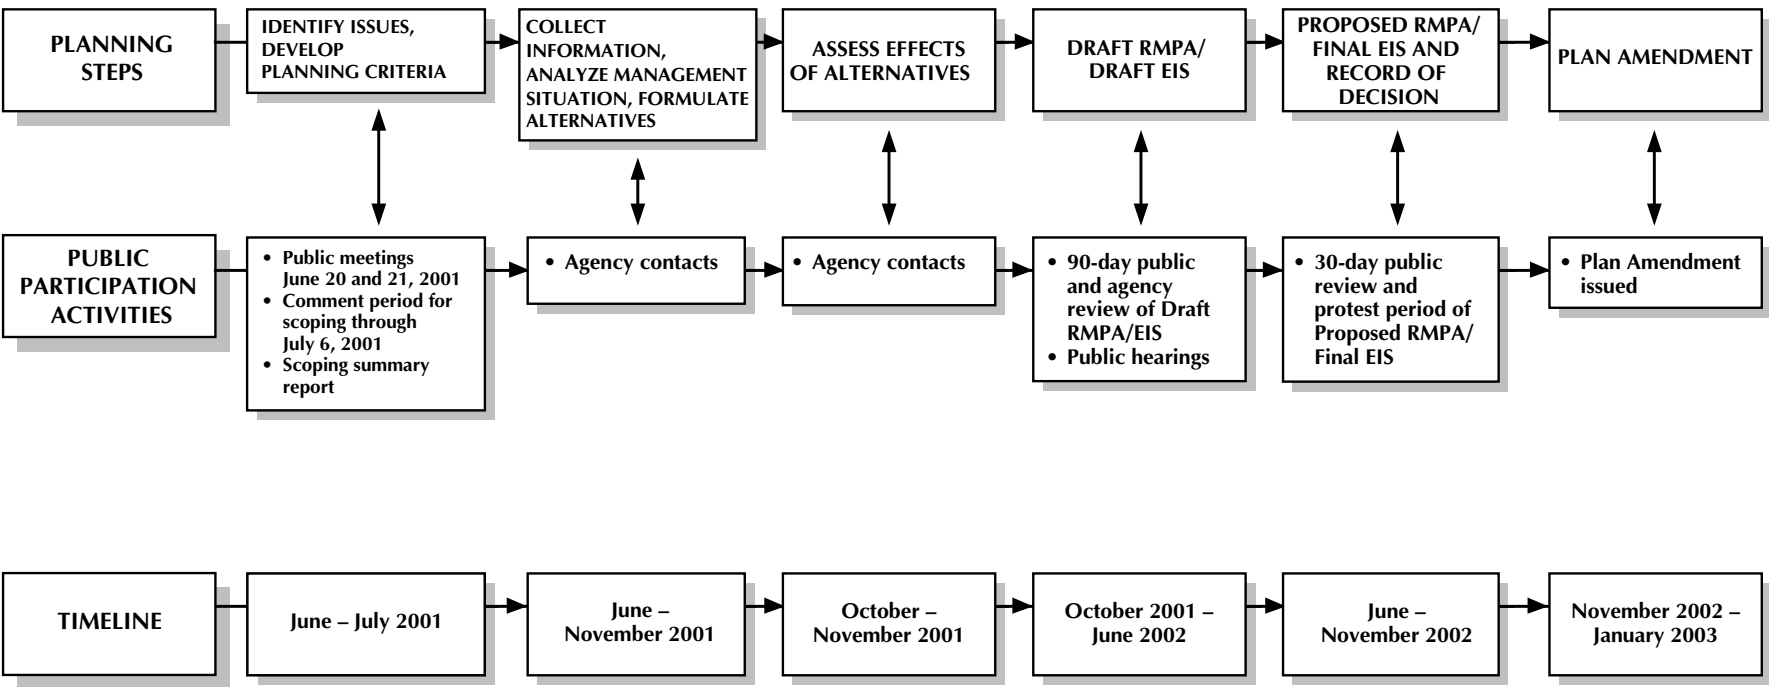 PLANNING
STEPS
IDENTIFY ISSUES,
DEVELOP
PLANNING CRITERIA
COLLECT
INFORMATION,
ANALYZE MANAGEMENT
SITUATION, FORMULATE
ALTERNATIVES
ASSESS EFFECTS
OF ALTERNATIVES
DRAFT RMPA/
DRAFT EIS
PROPOSED RMPA/
FINAL EIS AND
RECORD OF
DECISION
PLAN AMENDMENT
PUBLIC
PARTICIPATION
ACTIVITIES
• Public meetings
June 20 and 21, 2001
• Comment period for
scoping through
July 6, 2001
• Scoping summary
report
• Agency contacts
• Agency contacts
• 90-day public
and agency
review of Draft
RMPA/EIS
• Public hearings
• 30-day public
review and
protest period of
Proposed RMPA/
Final EIS
• Plan Amendment
issued
TIMELINE
June – July 2001
June –
November 2001
October –
November 2001
October 2001 –
June 2002
June –
November 2002
November 2002 –
January 2003